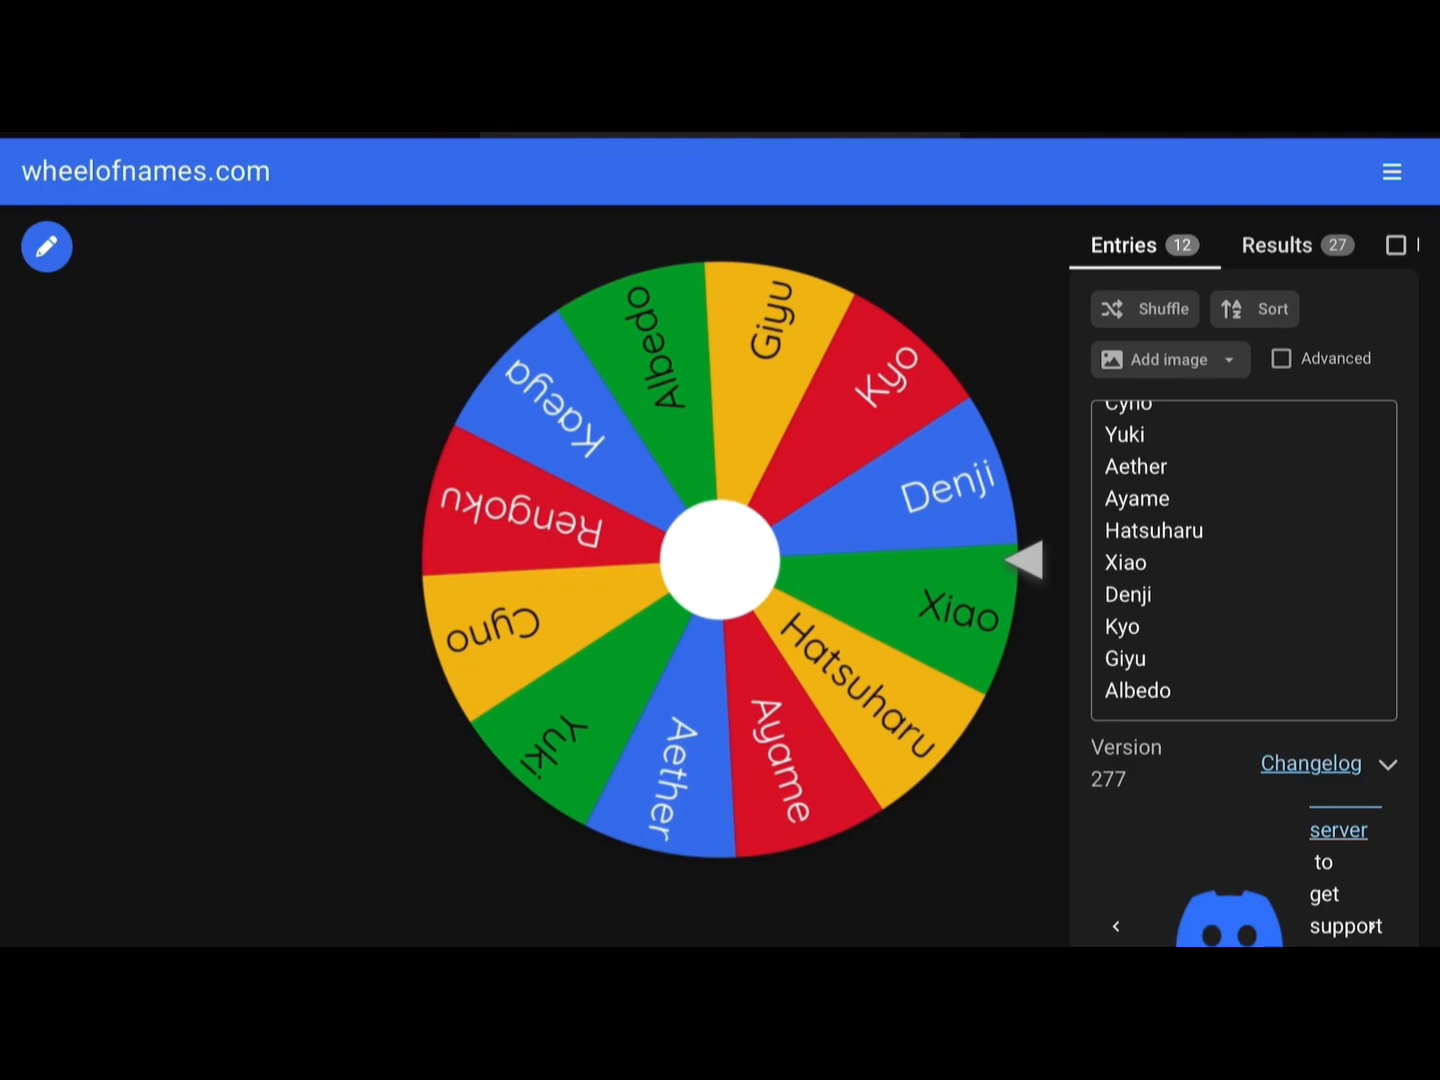 wheelofnames.com
Entries 12
Results 27
Shuffle
Sort
Add image
Advanced
Cyno
Yuki
Aether
Ayame
Hatsuharu
Xiao
Denji
Kyo
Giyu
Albedo
Version
277
Changelog
server
to
get
support
Giyu
Kyo
Denji
Xiao
Hatsuharu
Ayame
Aether
Yuki
Cyno
Rengoku
Kaeya
Albedo